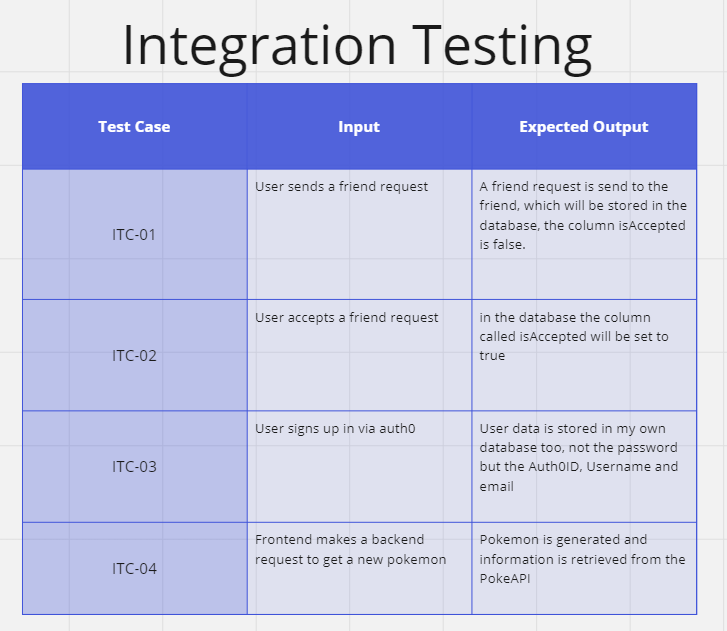 Integration Testing
Test Case
Input
Expected Output
ITC-01
User sends a friend request
A friend request is send to the
friend, which will be stored in the
database, the column isAccepted
is false.
ITC-02
User accepts a friend request
in the database the column
called isAccepted will be set to
true
ITC-03
User signs up in via auth0
User data is stored in my own
database too, not the password
but the Auth0ID, Username and
email
ITC-04
Frontend makes a backend
request to get a new pokemon
Pokemon is generated and
information is retrieved from the
PokeAPI